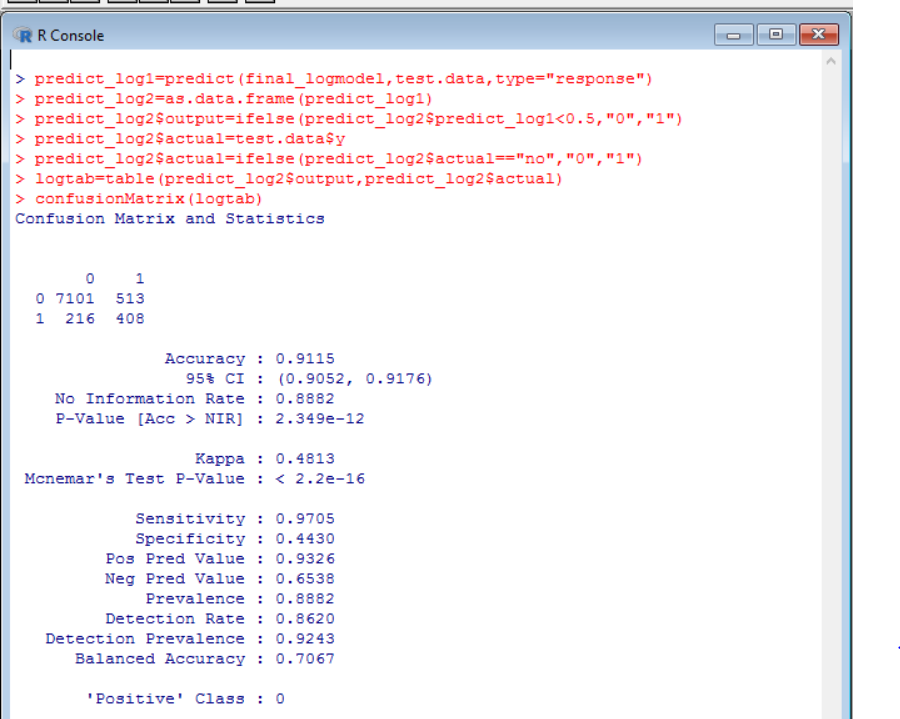 R Console
> predict_log1=predict(final_logmodel,test.data,type="response")
> predict_log2=as.data.frame(predict_log1)
> predict_log2$output=ifelse(predict_log2$predict_log1<0.5,"0","1")
> predict_log2$actual=test.data$y
> predict_log2$actual=ifelse(predict_log2$actual=="no","0","1")
> logtab=table(predict_log2$output,predict_log2$actual)
> confusionMatrix(logtab)
Confusion Matrix and Statistics
0 1
0 7101 513
1 216 408
Accuracy : 0.9115
95% CI : (0.9052, 0.9176)
No Information Rate : 0.8882
P-Value [Acc > NIR] : 2.349e-12
Kappa : 0.4813
Mcnemar's Test P-Value : < 2.2e-16
Sensitivity : 0.9705
Specificity : 0.4430
Pos Pred Value : 0.9326
Neg Pred Value : 0.6538
Prevalence : 0.8882
Detection Rate : 0.8620
Detection Prevalence : 0.9243
Balanced Accuracy : 0.7067
'Positive' Class : 0